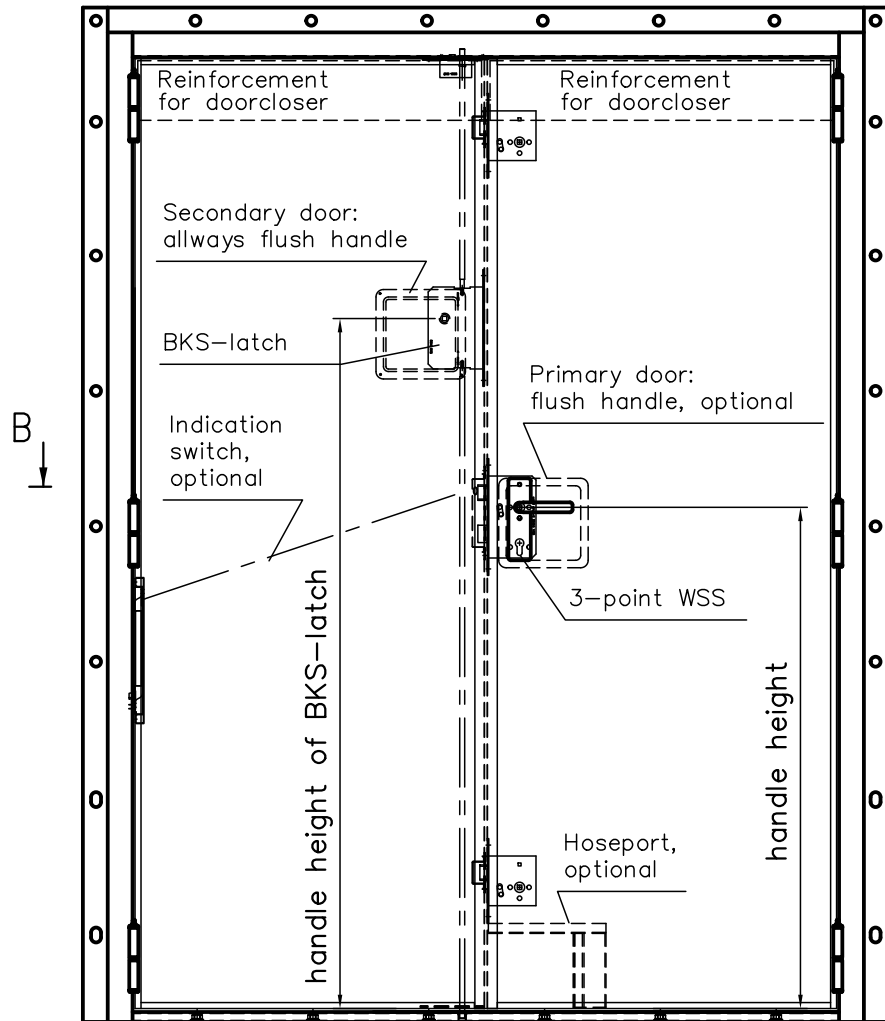 Reinforcement
for doorcloser
Reinforcement
for doorcloser
Secondary door:
allways flush handle
BKS-latch
Primary door:
flush handle, optional
B
Indication
switch,
optional
3-point WSS
handle height of BKS-latch
handle height
Hoseport,
optional